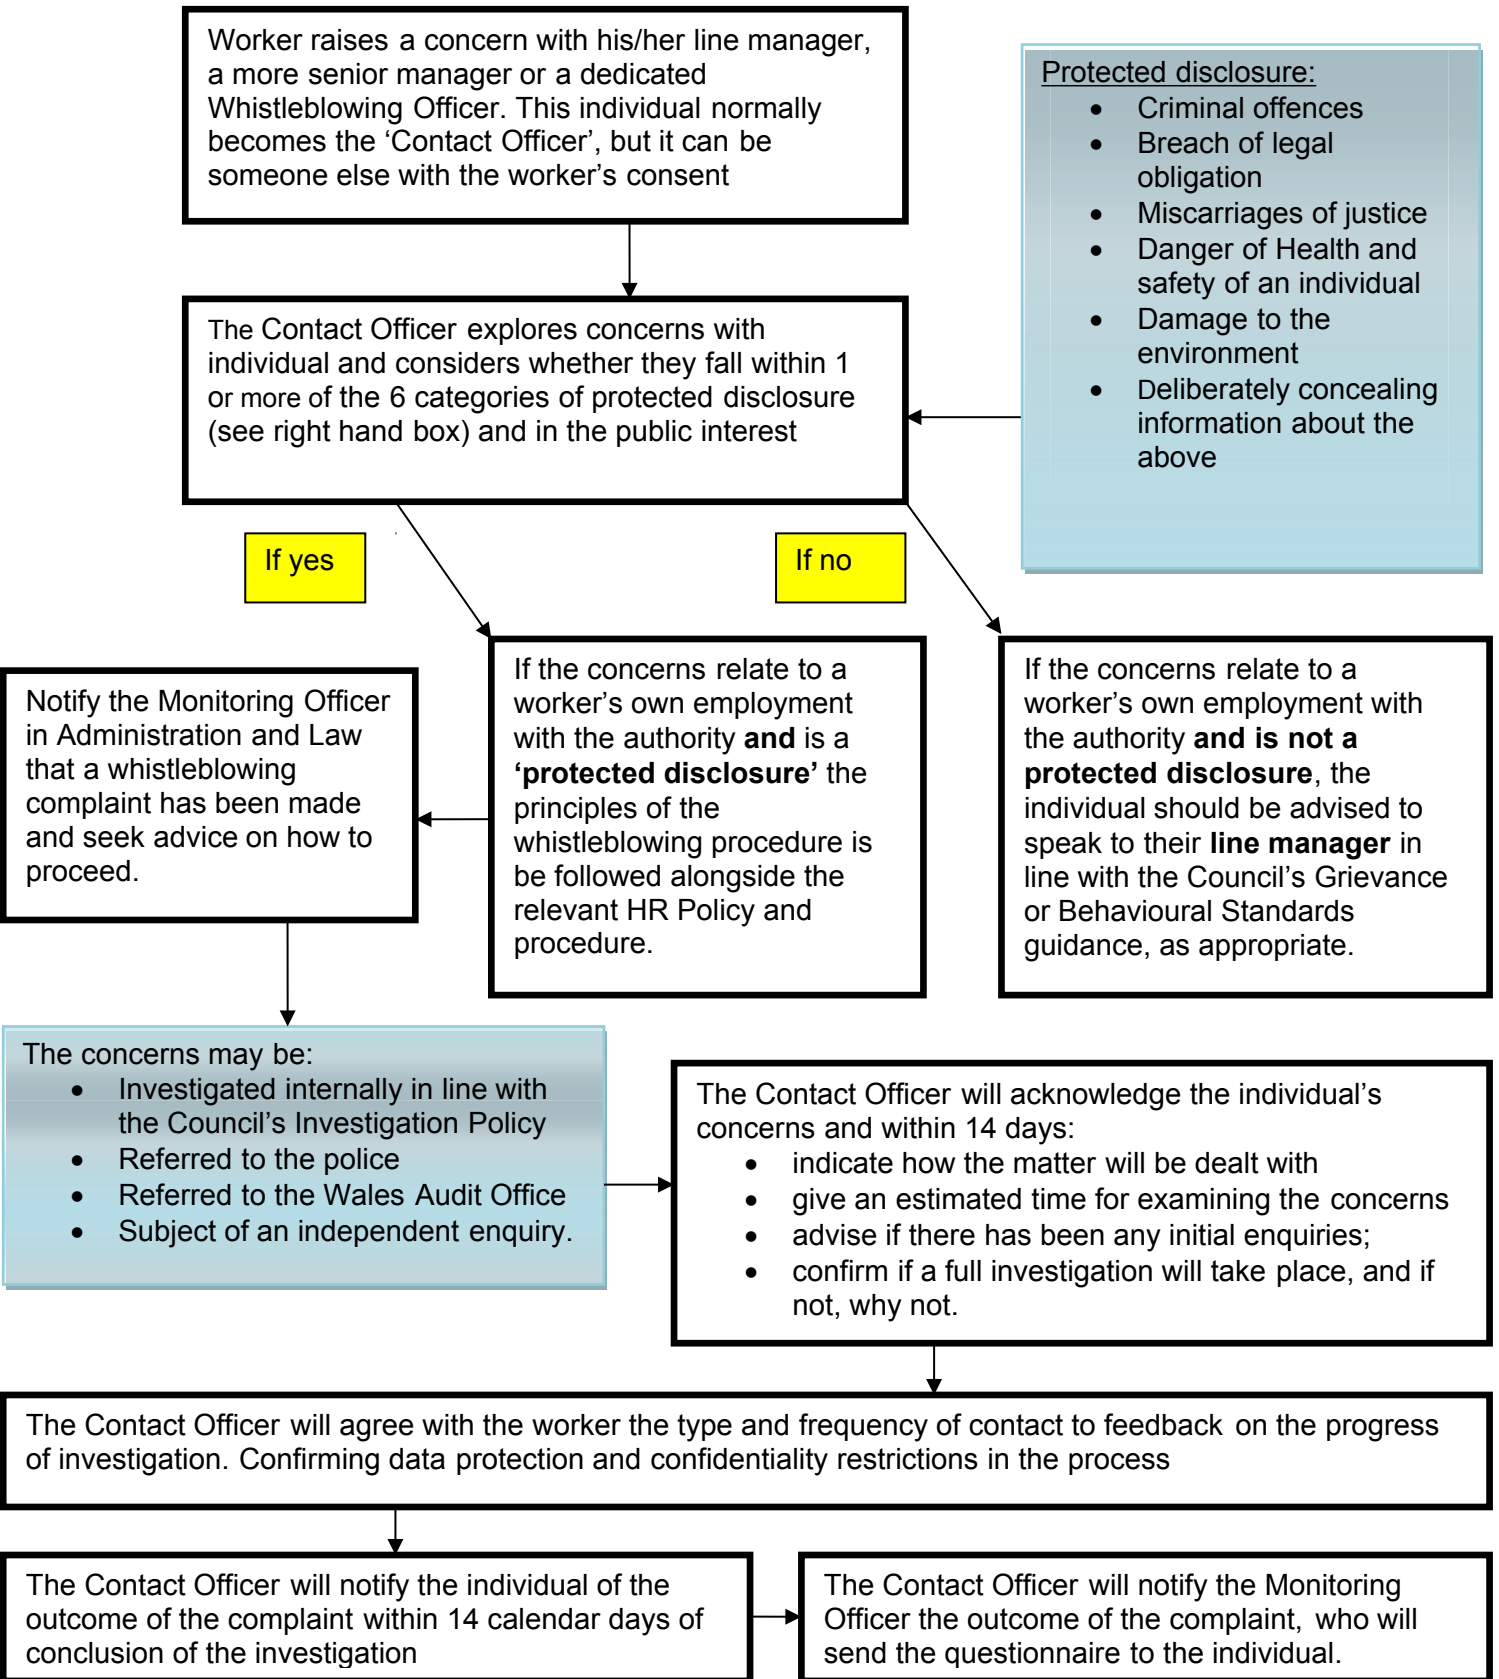 Worker raises a concern with his/her line manager,
a more senior manager or a dedicated
Whistleblowing Officer. This individual normally
becomes the ‘Contact Officer’, but it can be
someone else with the worker’s consent
Protected disclosure:
• Criminal offences
• Breach of legal
obligation
• Miscarriages of justice
• Danger of Health and
safety of an individual
• Damage to the
environment
• Deliberately concealing
information about the
above
The Contact Officer explores concerns with
individual and considers whether they fall within 1
or more of the 6 categories of protected disclosure
(see right hand box) and in the public interest
If yes
If no
Notify the Monitoring Officer
in Administration and Law
that a whistleblowing
complaint has been made
and seek advice on how to
proceed.
If the concerns relate to a
worker’s own employment
with the authority and is a
‘protected disclosure’ the
principles of the
whistleblowing procedure is
be followed alongside the
relevant HR Policy and
procedure.
If the concerns relate to a
worker’s own employment with
the authority and is not a
protected disclosure, the
individual should be advised to
speak to their line manager in
line with the Council’s Grievance
or Behavioural Standards
guidance, as appropriate.
The concerns may be:
• Investigated internally in line with
the Council’s Investigation Policy
• Referred to the police
• Referred to the Wales Audit Office
• Subject of an independent enquiry.
The Contact Officer will acknowledge the individual’s
concerns and within 14 days:
• indicate how the matter will be dealt with
• give an estimated time for examining the concerns
• advise if there has been any initial enquiries;
• confirm if a full investigation will take place, and if
not, why not.
The Contact Officer will agree with the worker the type and frequency of contact to feedback on the progress
of investigation. Confirming data protection and confidentiality restrictions in the process
The Contact Officer will notify the individual of the
outcome of the complaint within 14 calendar days of
conclusion of the investigation
The Contact Officer will notify the Monitoring
Officer the outcome of the complaint, who will
send the questionnaire to the individual.